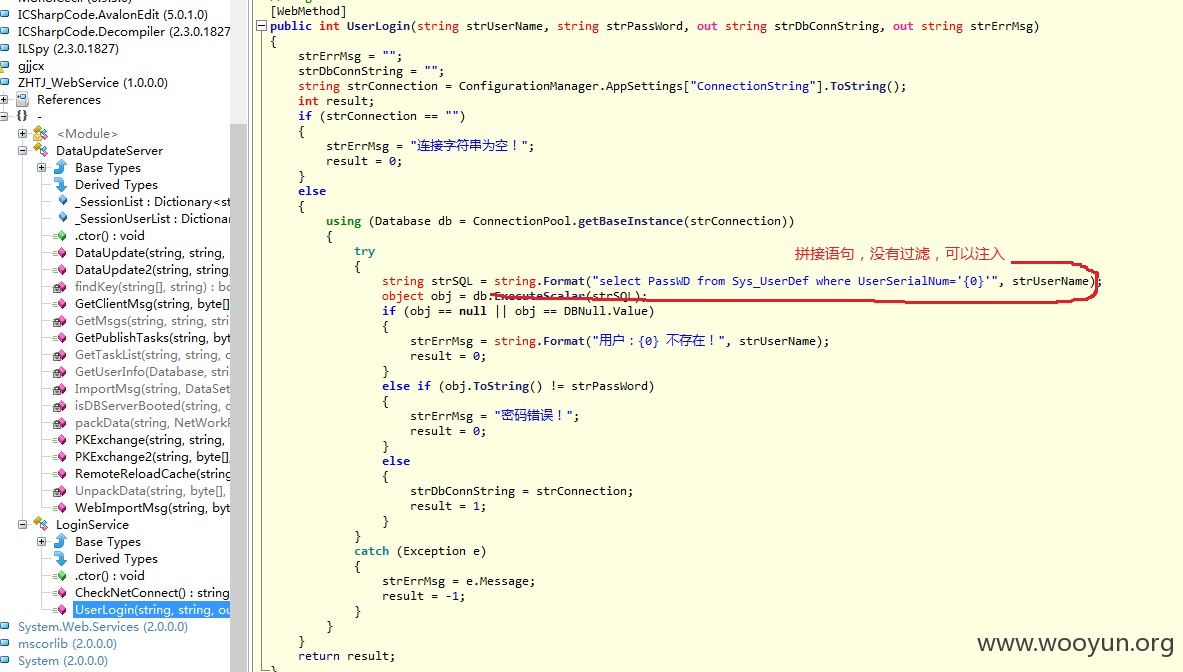 MonoCecil (0.9.5.0)
ICSharpCode.AvalonEdit (5.0.1.0)
ICSharpCode.Decompiler (2.3.0.1827
ILSpy (2.3.0.1827)
gjjcx
ZHTJ_WebService (1.0.0.0)
References
{} -
<Module>
DataUpdateServer
Base Types
Derived Types
_SessionList : Dictionary<st
_SessionUserList : Dictionar
.ctor() : void
DataUpdate(string, string,
DataUpdate2(string, string,
findKey(string[], string) : bo
GetClientMsg(string, byte[]
GetMsgs(string, string, stri
GetPublishTasks(string, byt
GetTaskList(string, string, c
GetUserInfo(Database, stri
ImportMsg(string, DataSet
isDBServerBooted(string, c
packData(string, NetWorkP
PKExchange(string, string,
PKExchange2(string, byte[],
RemoteReloadCache(string
UnpackData(string, byte[],
WebImportMsg(string, byt
LoginService
Base Types
Derived Types
.ctor() : void
CheckNetConnect() : string
UserLogin(string, string, ou
System.Web.Services (2.0.0.0)
mscorlib (2.0.0.0)
System (2.0.0.0)
[WebMethod]
public int UserLogin(string strUserName, string strPassWord, out string strDbConnString, out string strErrMsg)
{
strErrMsg = "";
strDbConnString = "";
string strConnection = ConfigurationManager.AppSettings["ConnectionString"].ToString();
int result;
if (strConnection == "")
{
strErrMsg = "连接字符串为空！";
result = 0;
}
else
{
using (Database db = ConnectionPool.getBaseInstance(strConnection))
{
try
拼接语句，没有过滤，可以注入
{
string strSQL = string.Format("select PassWD from Sys_UserDef where UserSerialNum='{0}'", strUserName);
object obj = db.ExecuteScalar(strSQL);
if (obj == null || obj == DBNull.Value)
{
strErrMsg = string.Format("用户：{0} 不存在！", strUserName);
result = 0;
}
else if (obj.ToString() != strPassWord)
{
strErrMsg = "密码错误！";
result = 0;
}
else
{
strDbConnString = strConnection;
result = 1;
}
}
catch (Exception e)
{
strErrMsg = e.Message;
result = -1;
}
}
}
return result;
}
www.wooyun.org